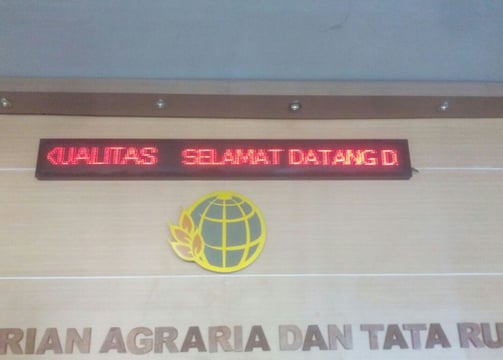 KUALITAS SELAMAT DATANG D
RIAN AGRARIA DAN TATA RU